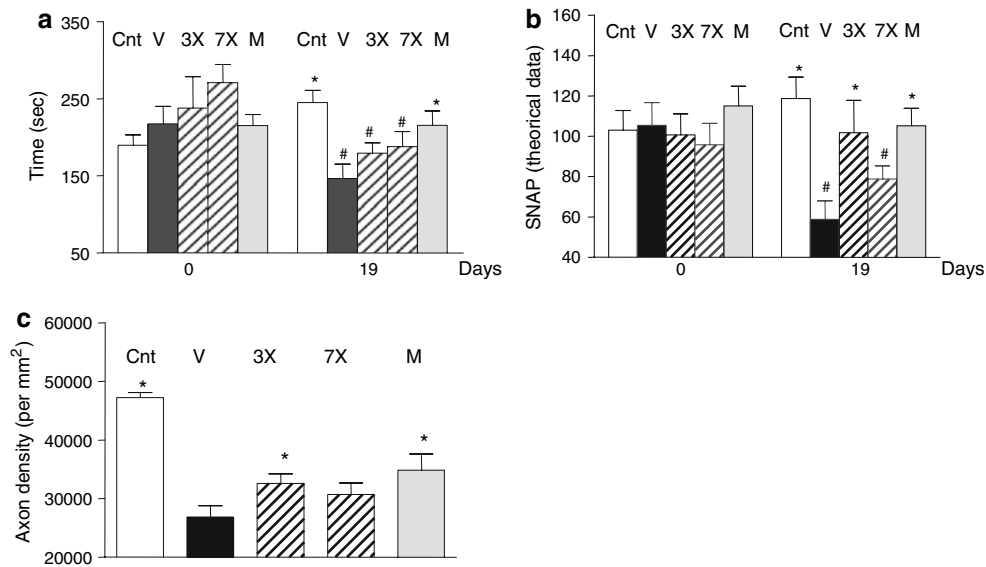 a
350
250
150
50
Time (sec)
Cnt V 3X 7X M
Cnt V 3X 7X M
*
#
#
#
*
0 19 Days
b
160
140
120
100
80
60
40
SNAP (theorical data)
Cnt V 3X 7X M
Cnt V 3X 7X M
*
#
*
#
*
0 19 Days
c
60000
50000
40000
30000
20000
Axon density (per mm²)
Cnt V 3X 7X M
*
*
*